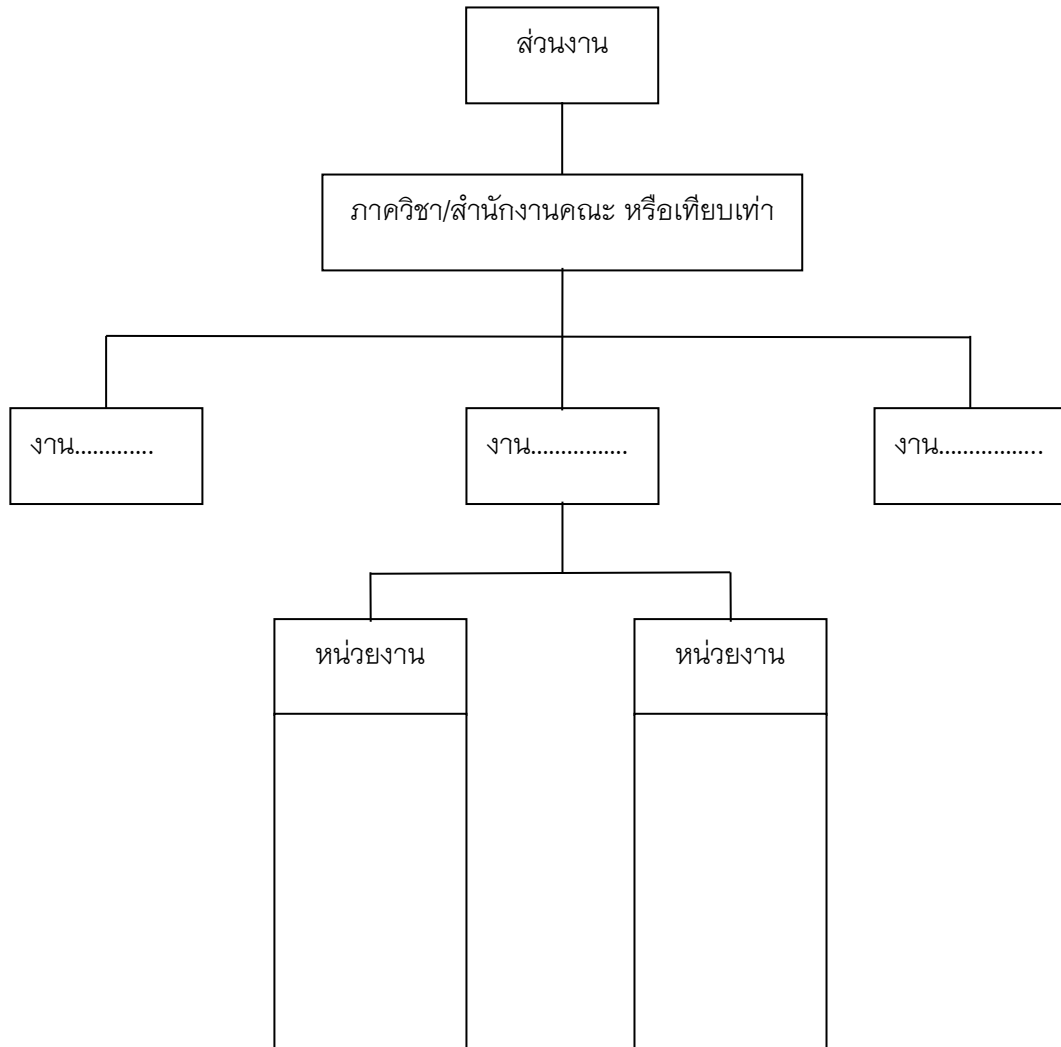 ส่วนงาน
ภาควิชา/สำนักงานคณะ หรือเทียบเท่า
งาน.............
งาน................
งาน.................
หน่วยงาน
หน่วยงาน